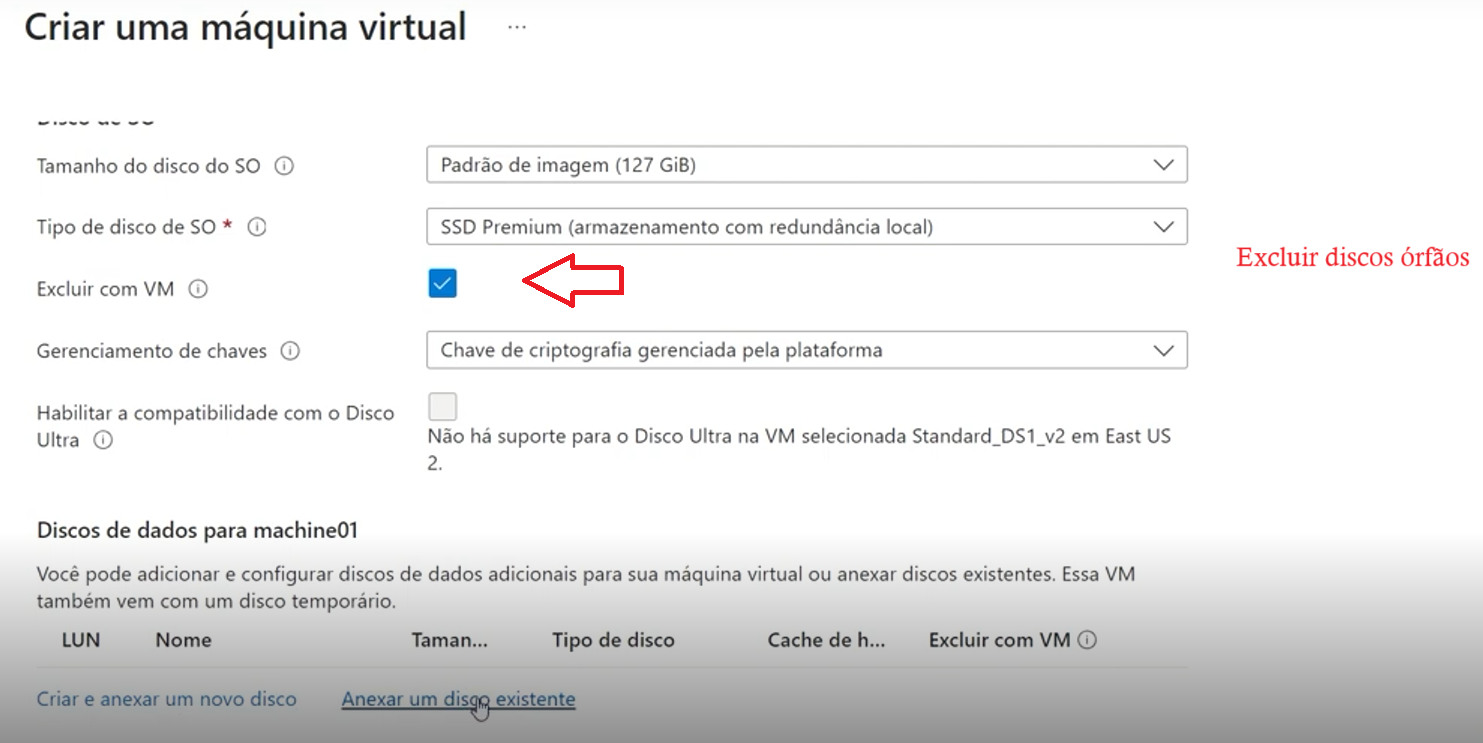 Criar uma máquina virtual ...
Disco de SO
Tamanho do disco do SO
Padrão de imagem (127 GiB)
Tipo de disco de SO *
SSD Premium (armazenamento com redundância local)
Excluir com VM
Excluir discos órfãos
Gerenciamento de chaves
Chave de criptografia gerenciada pela plataforma
Habilitar a compatibilidade com o Disco
Ultra
Não há suporte para o Disco Ultra na VM selecionada Standard_DS1_v2 em East US
2.
Discos de dados para machine01
Você pode adicionar e configurar discos de dados adicionais para sua máquina virtual ou anexar discos existentes. Essa VM
também vem com um disco temporário.
LUN Nome Taman... Tipo de disco Cache de h... Excluir com VM
Criar e anexar um novo disco Anexar um disco existente